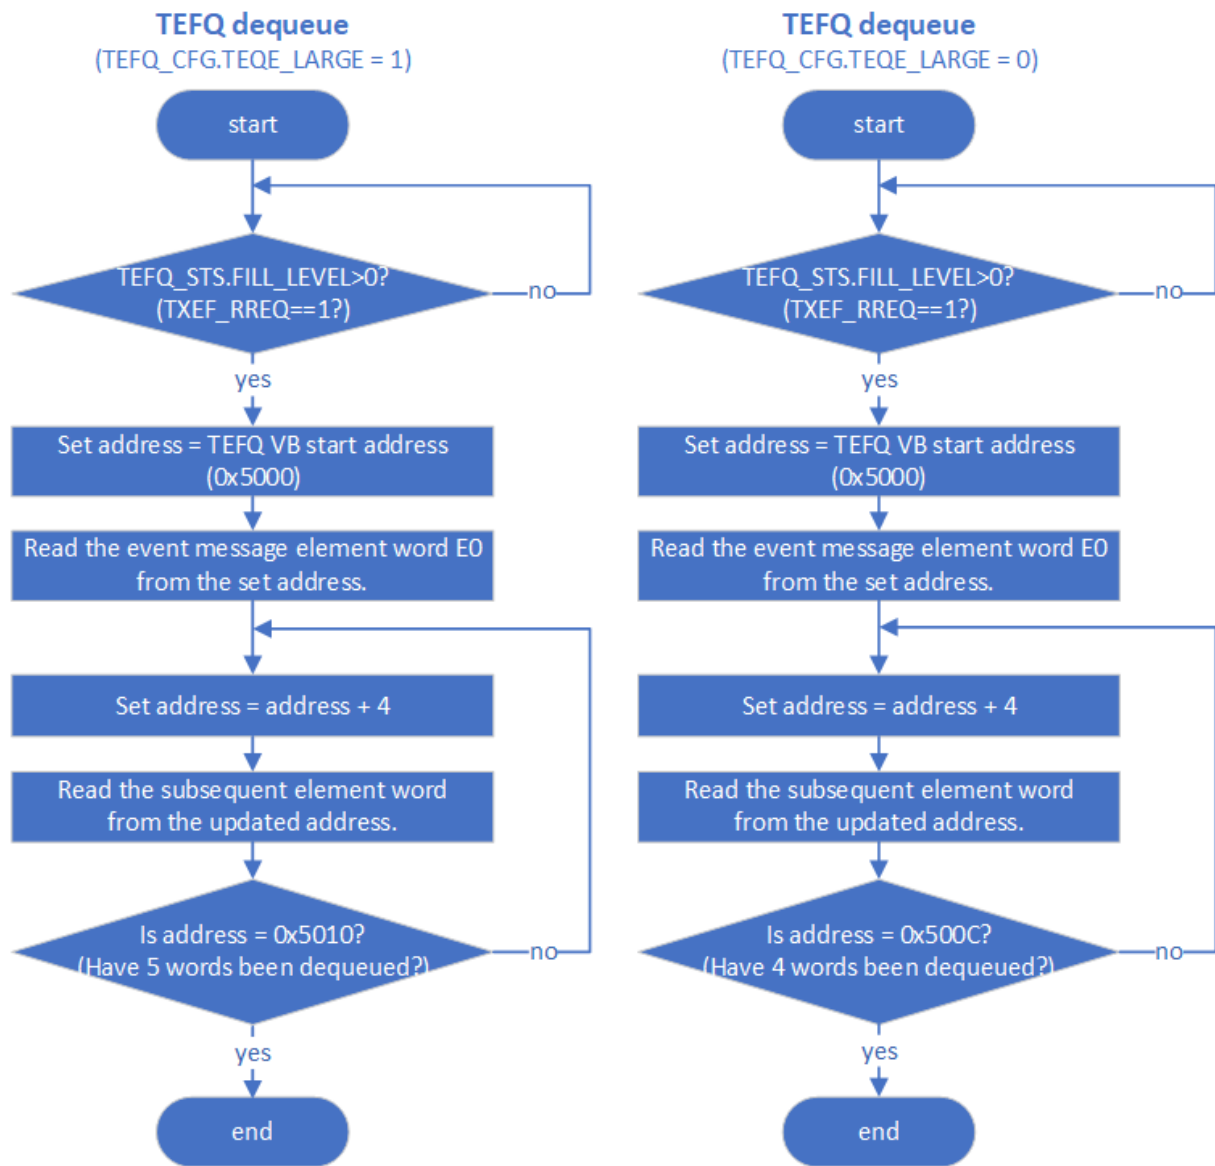 TEFQ dequeue
(TEFQ_CFG.TEQE_LARGE = 1)
start
TEFQ_STS.FILL_LEVEL>0?
(TXEF_RREQ==1?)
no
yes
Set address = TEFQ VB start address
(0x5000)
Read the event message element word E0
from the set address.
Set address = address + 4
Read the subsequent element word
from the updated address.
Is address = 0x5010?
(Have 5 words been dequeued?)
no
yes
end
TEFQ dequeue
(TEFQ_CFG.TEQE_LARGE = 0)
start
TEFQ_STS.FILL_LEVEL>0?
(TXEF_RREQ==1?)
no
yes
Set address = TEFQ VB start address
(0x5000)
Read the event message element word E0
from the set address.
Set address = address + 4
Read the subsequent element word
from the updated address.
Is address = 0x500C?
(Have 4 words been dequeued?)
no
yes
end